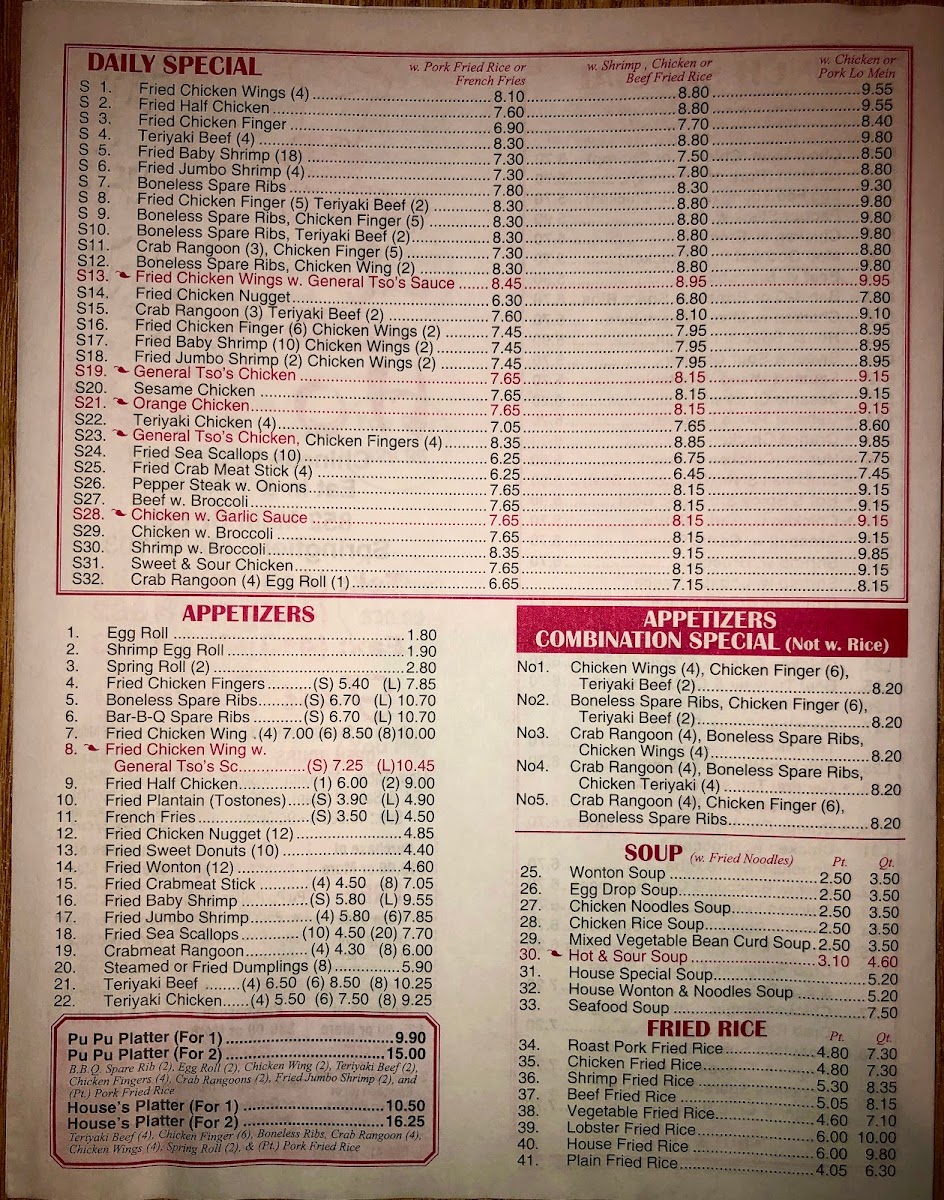 DAILY SPECIAL
w. Pork Fried Rice or French Fries
w. Shrimp , Chicken or Beef Fried Rice
w. Chicken or Pork Lo Mein
S 1. Fried Chicken Wings (4) 8.10 8.80 9.55
S 2. Fried Half Chicken 7.60 8.80 9.55
S 3. Fried Chicken Finger 6.90 7.70 8.40
S 4. Teriyaki Beef (4) 8.30 8.80 9.80
S 5. Fried Baby Shrimp (18) 7.30 7.50 8.50
S 6. Fried Jumbo Shrimp (4) 7.30 7.80 8.80
S 7. Boneless Spare Ribs 7.80 8.30 9.30
S 8. Fried Chicken Finger (5) Teriyaki Beef (2) 8.30 8.80 9.80
S 9. Boneless Spare Ribs, Chicken Finger (5) 8.30 8.80 9.80
S10. Boneless Spare Ribs, Teriyaki Beef (2) 8.30 8.80 9.80
S11. Crab Rangoon (3), Chicken Finger (5) 7.30 7.80 8.80
S12. Boneless Spare Ribs, Chicken Wing (2) 8.30 8.80 9.80
S13. Fried Chicken Wings w. General Tso's Sauce 8.45 8.95 9.95
S14. Fried Chicken Nugget 6.30 6.80 7.80
S15. Crab Rangoon (3) Teriyaki Beef (2) 7.60 8.10 9.10
S16. Fried Chicken Finger (6) Chicken Wings (2) 7.45 7.95 8.95
S17. Fried Baby Shrimp (10) Chicken Wings (2) 7.45 7.95 8.95
S18. Fried Jumbo Shrimp (2) Chicken Wings (2) 7.45 7.95 8.95
S19. General Tso's Chicken 7.65 8.15 9.15
S20. Sesame Chicken 7.65 8.15 9.15
S21. Orange Chicken 7.65 8.15 9.15
S22. Teriyaki Chicken (4) 7.05 7.65 8.60
S23. General Tso's Chicken, Chicken Fingers (4) 8.35 8.85 9.85
S24. Fried Sea Scallops (10) 6.25 6.75 7.75
S25. Fried Crab Meat Stick (4) 6.25 6.45 7.45
S26. Pepper Steak w. Onions 7.65 8.15 9.15
S27. Beef w. Broccoli 7.65 8.15 9.15
S28. Chicken w. Garlic Sauce 7.65 8.15 9.15
S29. Chicken w. Broccoli 7.65 8.15 9.15
S30. Shrimp w. Broccoli 8.35 9.15 9.85
S31. Sweet & Sour Chicken 7.65 8.15 9.15
S32. Crab Rangoon (4) Egg Roll (1) 6.65 7.15 8.15
APPETIZERS
1. Egg Roll 1.80
2. Shrimp Egg Roll 1.90
3. Spring Roll (2) 2.80
4. Fried Chicken Fingers (S) 5.40 (L) 7.85
5. Boneless Spare Ribs (S) 6.70 (L) 10.70
6. Bar-B-Q Spare Ribs (S) 6.70 (L) 10.70
7. Fried Chicken Wing (4) 7.00 (6) 8.50 (8)10.00
8. Fried Chicken Wing w.
General Tso's Sc. (S) 7.25 (L)10.45
9. Fried Half Chicken (1) 6.00 (2) 9.00
10. Fried Plantain (Tostones) (S) 3.90 (L) 4.90
11. French Fries (S) 3.50 (L) 4.50
12. Fried Chicken Nugget (12) 4.85
13. Fried Sweet Donuts (10) 4.40
14. Fried Wonton (12) 4.60
15. Fried Crabmeat Stick (4) 4.50 (8) 7.05
16. Fried Baby Shrimp (S) 5.80 (L) 9.55
17. Fried Jumbo Shrimp (4) 5.80 (6)7.85
18. Fried Sea Scallops (10) 4.50 (20) 7.70
19. Crabmeat Rangoon (4) 4.30 (8) 6.00
20. Steamed or Fried Dumplings (8) 5.90
21. Teriyaki Beef (4) 6.50 (6) 8.50 (8) 10.25
22. Teriyaki Chicken (4) 5.50 (6) 7.50 (8) 9.25
Pu Pu Platter (For 1) 9.90
Pu Pu Platter (For 2) 15.00
B.B.Q. Spare Rib (2), Egg Roll (2), Chicken Wing (2), Teriyaki Beef (2),
Chicken Fingers (4), Crab Rangoons (2), Fried Jumbo Shrimp (2), and
(Pt.) Pork Fried Rice
House's Platter (For 1) 10.50
House's Platter (For 2) 16.25
Teriyaki Beef (4), Chicken Finger (6), Boneless Ribs, Crab Rangoon (4),
Chicken Wings (4), Spring Roll (2), & (Pt.) Pork Fried Rice
APPETIZERS
COMBINATION SPECIAL (Not w. Rice)
No1. Chicken Wings (4), Chicken Finger (6),
Teriyaki Beef (2) 8.20
No2. Boneless Spare Ribs, Chicken Finger (6),
Teriyaki Beef (2) 8.20
No3. Crab Rangoon (4), Boneless Spare Ribs,
Chicken Wings (4) 8.20
No4. Crab Rangoon (4), Boneless Spare Ribs,
Chicken Teriyaki (4) 8.20
No5. Crab Rangoon (4), Chicken Finger (6),
Boneless Spare Ribs 8.20
SOUP (w. Fried Noodles) Pt. Qt.
25. Wonton Soup 2.50 3.50
26. Egg Drop Soup 2.50 3.50
27. Chicken Noodles Soup 2.50 3.50
28. Chicken Rice Soup 2.50 3.50
29. Mixed Vegetable Bean Curd Soup 2.50 3.50
30. Hot & Sour Soup 3.10 4.60
31. House Special Soup 5.20
32. House Wonton & Noodles Soup 5.20
33. Seafood Soup 7.50
FRIED RICE Pt. Qt.
34. Roast Pork Fried Rice 4.80 7.30
35. Chicken Fried Rice 4.80 7.30
36. Shrimp Fried Rice 5.30 8.35
37. Beef Fried Rice 5.05 8.15
38. Vegetable Fried Rice 4.60 7.10
39. Lobster Fried Rice 6.00 10.00
40. House Fried Rice 6.00 9.80
41. Plain Fried Rice 4.05 6.30